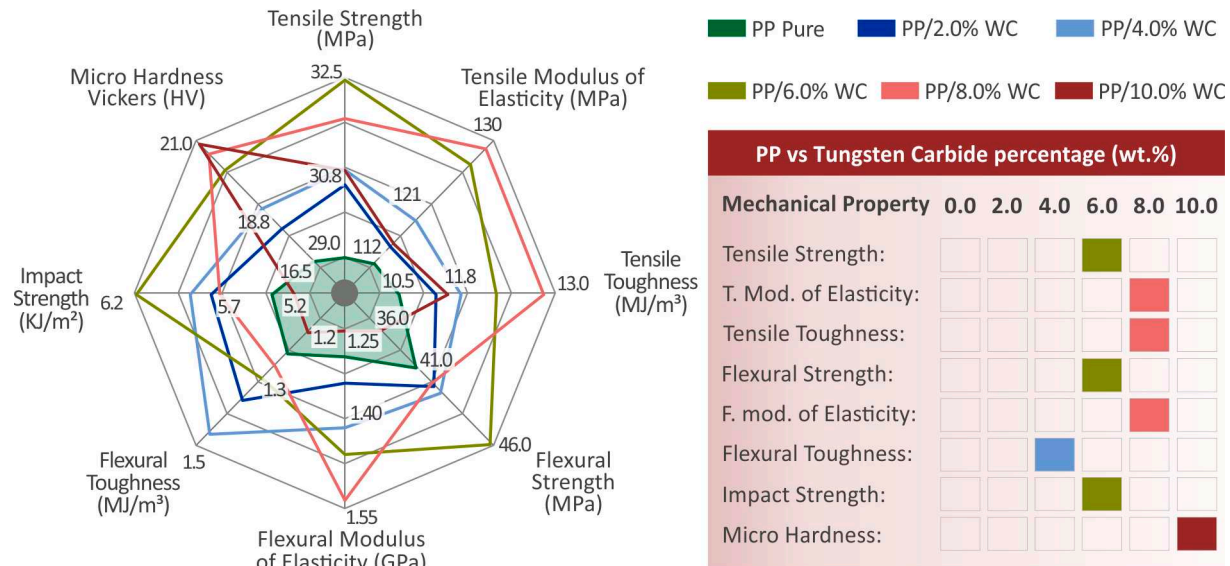 Tensile Strength
(MPa)
Micro Hardness
Vickers (HV)
Tensile Modulus of
Elasticity (MPa)
32.5
130
21.0
30.8
121
18.8
29.0
112
16.5
10.5
11.8
Tensile
Toughness
(MJ/m³)
13.0
Impact
Strength
(KJ/m²)
6.2
5.7
5.2
36.0
1.2
1.25
41.0
1.3
1.40
46.0
1.5
Flexural
Toughness
(MJ/m³)
Flexural
Strength
(MPa)
1.55
Flexural Modulus
of Elasticity (GPa)
PP Pure
PP/2.0% WC
PP/4.0% WC
PP/6.0% WC
PP/8.0% WC
PP/10.0% WC
PP vs Tungsten Carbide percentage (wt.%)
Mechanical Property 0.0 2.0 4.0 6.0 8.0 10.0
Tensile Strength:
T. Mod. of Elasticity:
Tensile Toughness:
Flexural Strength:
F. mod. of Elasticity:
Flexural Toughness:
Impact Strength:
Micro Hardness: